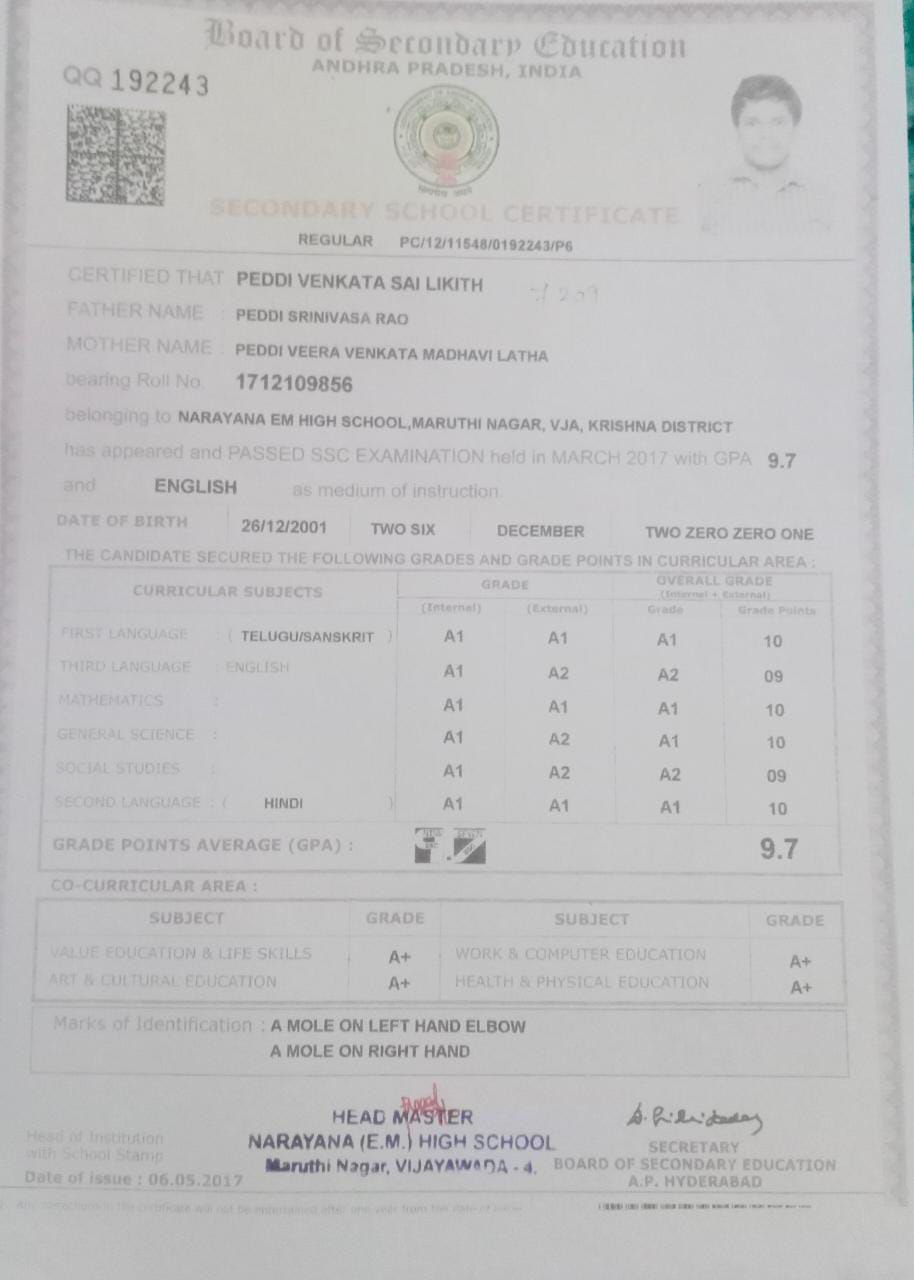 Board of Secondary Education
ANDHRA PRADESH, INDIA
QQ 192243
SECONDARY SCHOOL CERTIFICATE
REGULAR PC/12/11548/0192243/P6
CERTIFIED THAT PEDDI VENKATA SAI LIKITH
FATHER NAME : PEDDI SRINIVASA RAO
MOTHER NAME : PEDDI VEERA VENKATA MADHAVI LATHA
bearing Roll No. 1712109856
belonging to NARAYANA EM HIGH SCHOOL,MARUTHI NAGAR, VJA, KRISHNA DISTRICT
has appeared and PASSED SSC EXAMINATION held in MARCH 2017 with GPA 9.7
and ENGLISH as medium of instruction.
DATE OF BIRTH 26/12/2001 TWO SIX DECEMBER TWO ZERO ZERO ONE
THE CANDIDATE SECURED THE FOLLOWING GRADES AND GRADE POINTS IN CURRICULAR AREA :
CURRICULAR SUBJECTS GRADE OVERALL GRADE
(Internal + External)
(Internal) (External) Grade Grade Points
FIRST LANGUAGE : ( TELUGU/SANSKRIT ) A1 A1 A1 10
THIRD LANGUAGE : ENGLISH A1 A2 A2 09
MATHEMATICS : A1 A1 A1 10
GENERAL SCIENCE : A1 A2 A1 10
SOCIAL STUDIES : A1 A2 A2 09
SECOND LANGUAGE : ( HINDI ) A1 A1 A1 10
GRADE POINTS AVERAGE (GPA) : 9.7
CO-CURRICULAR AREA :
SUBJECT GRADE SUBJECT GRADE
VALUE EDUCATION & LIFE SKILLS A+ WORK & COMPUTER EDUCATION A+
ART & CULTURAL EDUCATION A+ HEALTH & PHYSICAL EDUCATION A+
Marks of Identification : A MOLE ON LEFT HAND ELBOW
A MOLE ON RIGHT HAND
HEAD MASTER
NARAYANA (E.M.) HIGH SCHOOL
Maruthi Nagar, VIJAYAWADA - 4.
Head of Institution
with School Stamp
Date of issue : 06.05.2017
SECRETARY
BOARD OF SECONDARY EDUCATION
A.P. HYDERABAD
Any corrections in the certificate will not be entertained after one year from the date of issue